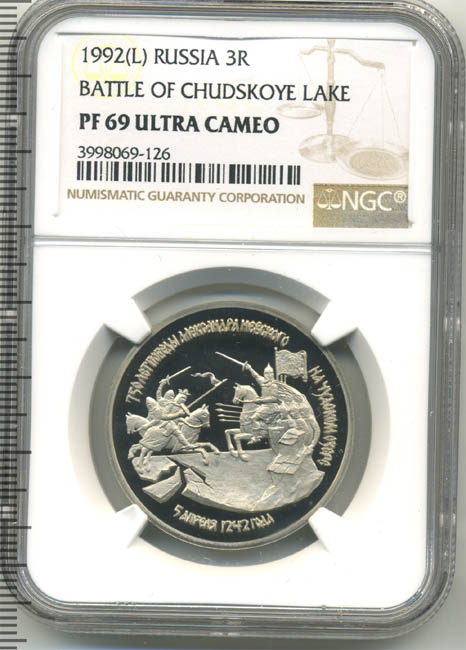 1992(L) RUSSIA 3R
BATTLE OF CHUDSKOYE LAKE
PF 69 ULTRA CAMEO
3998069-126
NUMISMATIC GUARANTY CORPORATION
NGC®
750 ЛЕТ ПОБЕДЫ АЛЕКСАНДРА НЕВСКОГО
НА ЧУДСКОМ ОЗЕРЕ
5 АПРЕЛЯ 1242 ГОДА